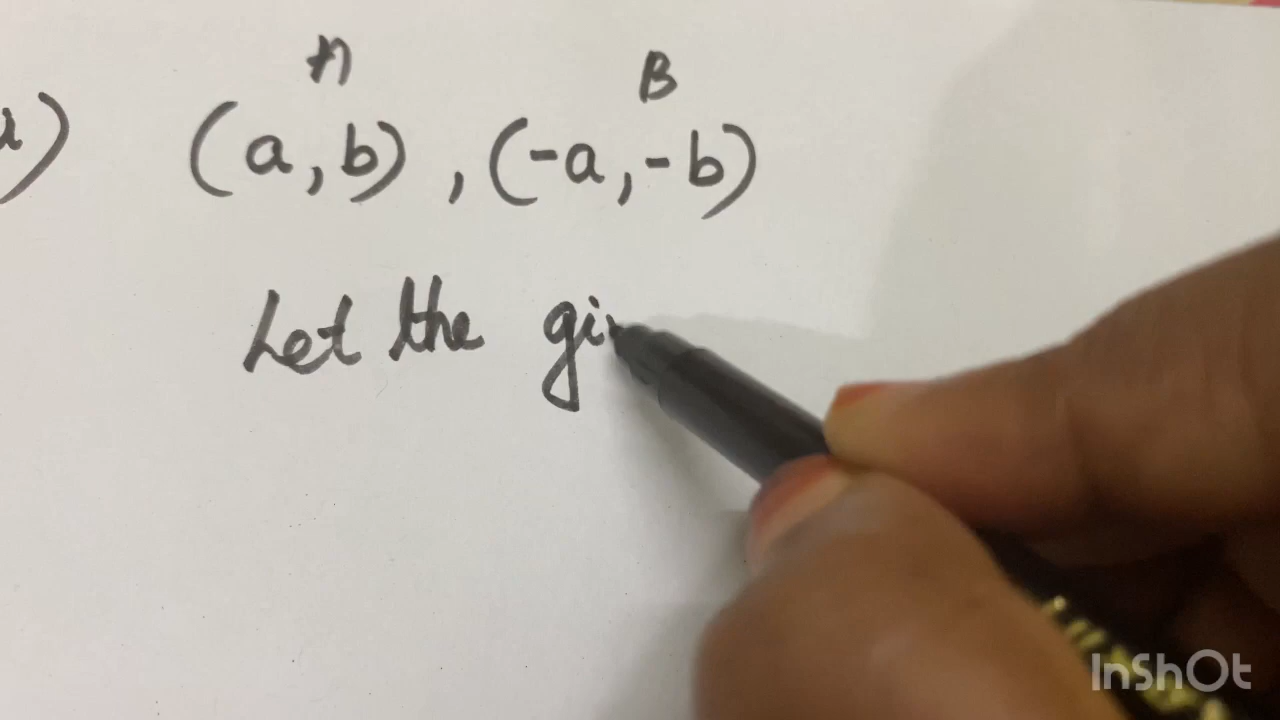 A B
(a, b), (-a, -b)
Let the gi
InShOt